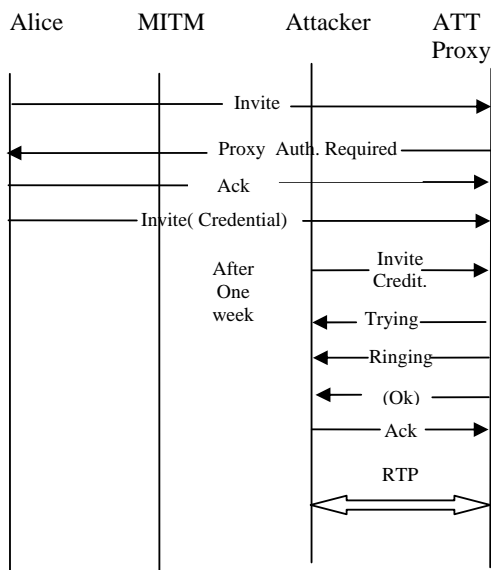 Alice MITM Attacker ATT
Proxy
Invite
Proxy Auth. Required
Ack
Invite( Credential)
After
One
week
Invite
Credit.
Trying
Ringing
(Ok)
Ack
RTP